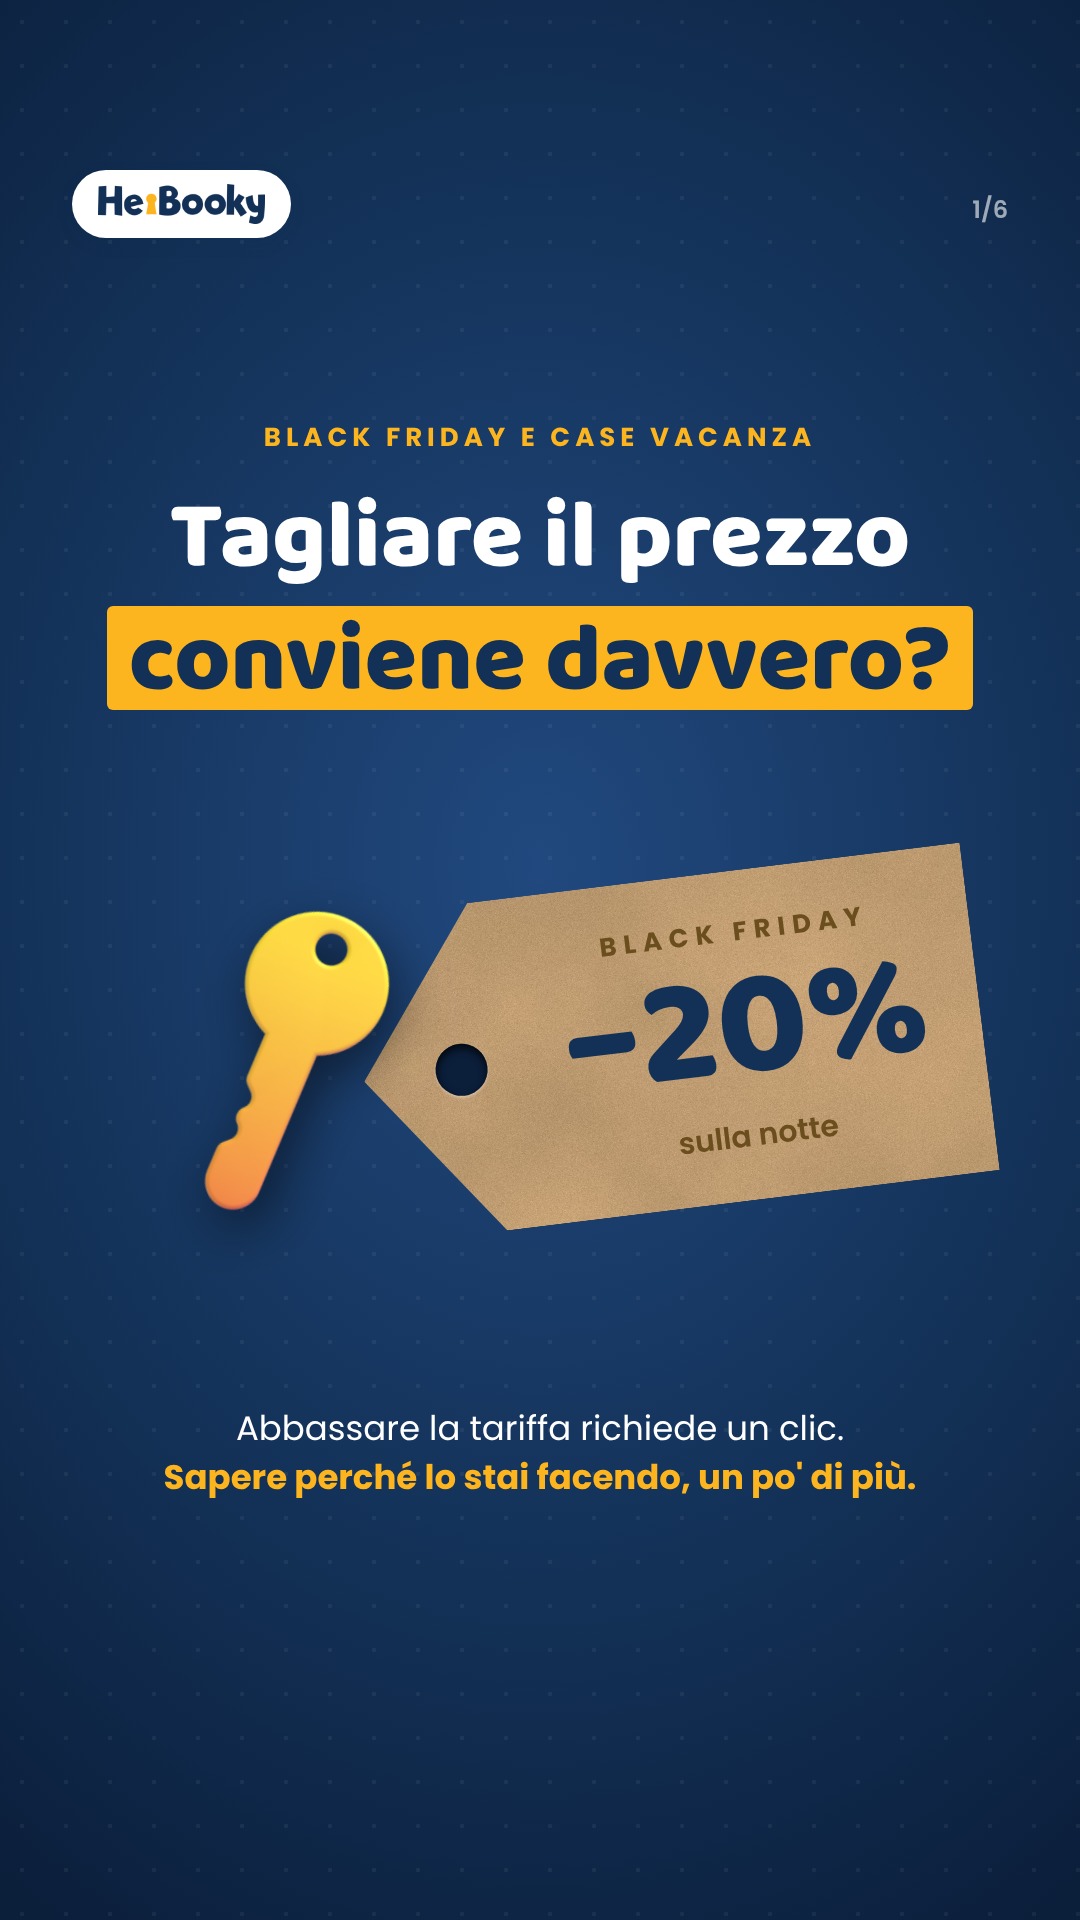 HeiBooky
1/6
BLACK FRIDAY E CASE VACANZA
Tagliare il prezzo
conviene davvero?
BLACK FRIDAY
-20%
sulla notte
Abbassare la tariffa richiede un clic.
Sapere perché lo stai facendo, un po' di più.